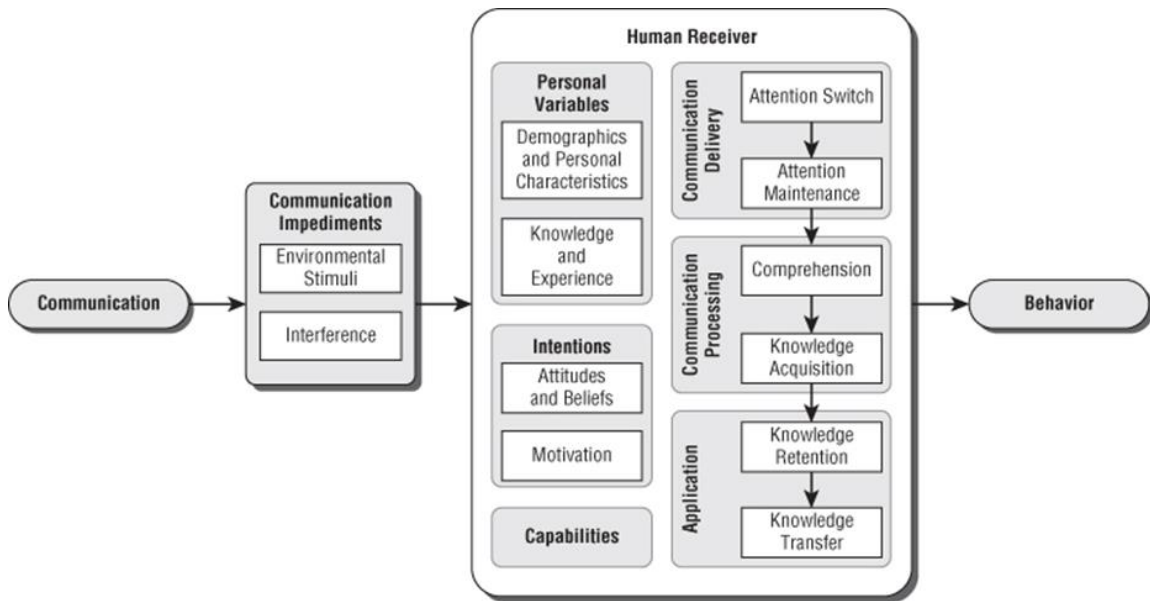 Human Receiver
Communication
Communication
Impediments
Environmental
Stimuli
Interference
Personal
Variables
Demographics
and Personal
Characteristics
Knowledge
and
Experience
Intentions
Attitudes
and Beliefs
Motivation
Capabilities
Communication
Delivery
Attention Switch
Attention
Maintenance
Communication
Processing
Comprehension
Knowledge
Acquisition
Application
Knowledge
Retention
Knowledge
Transfer
Behavior